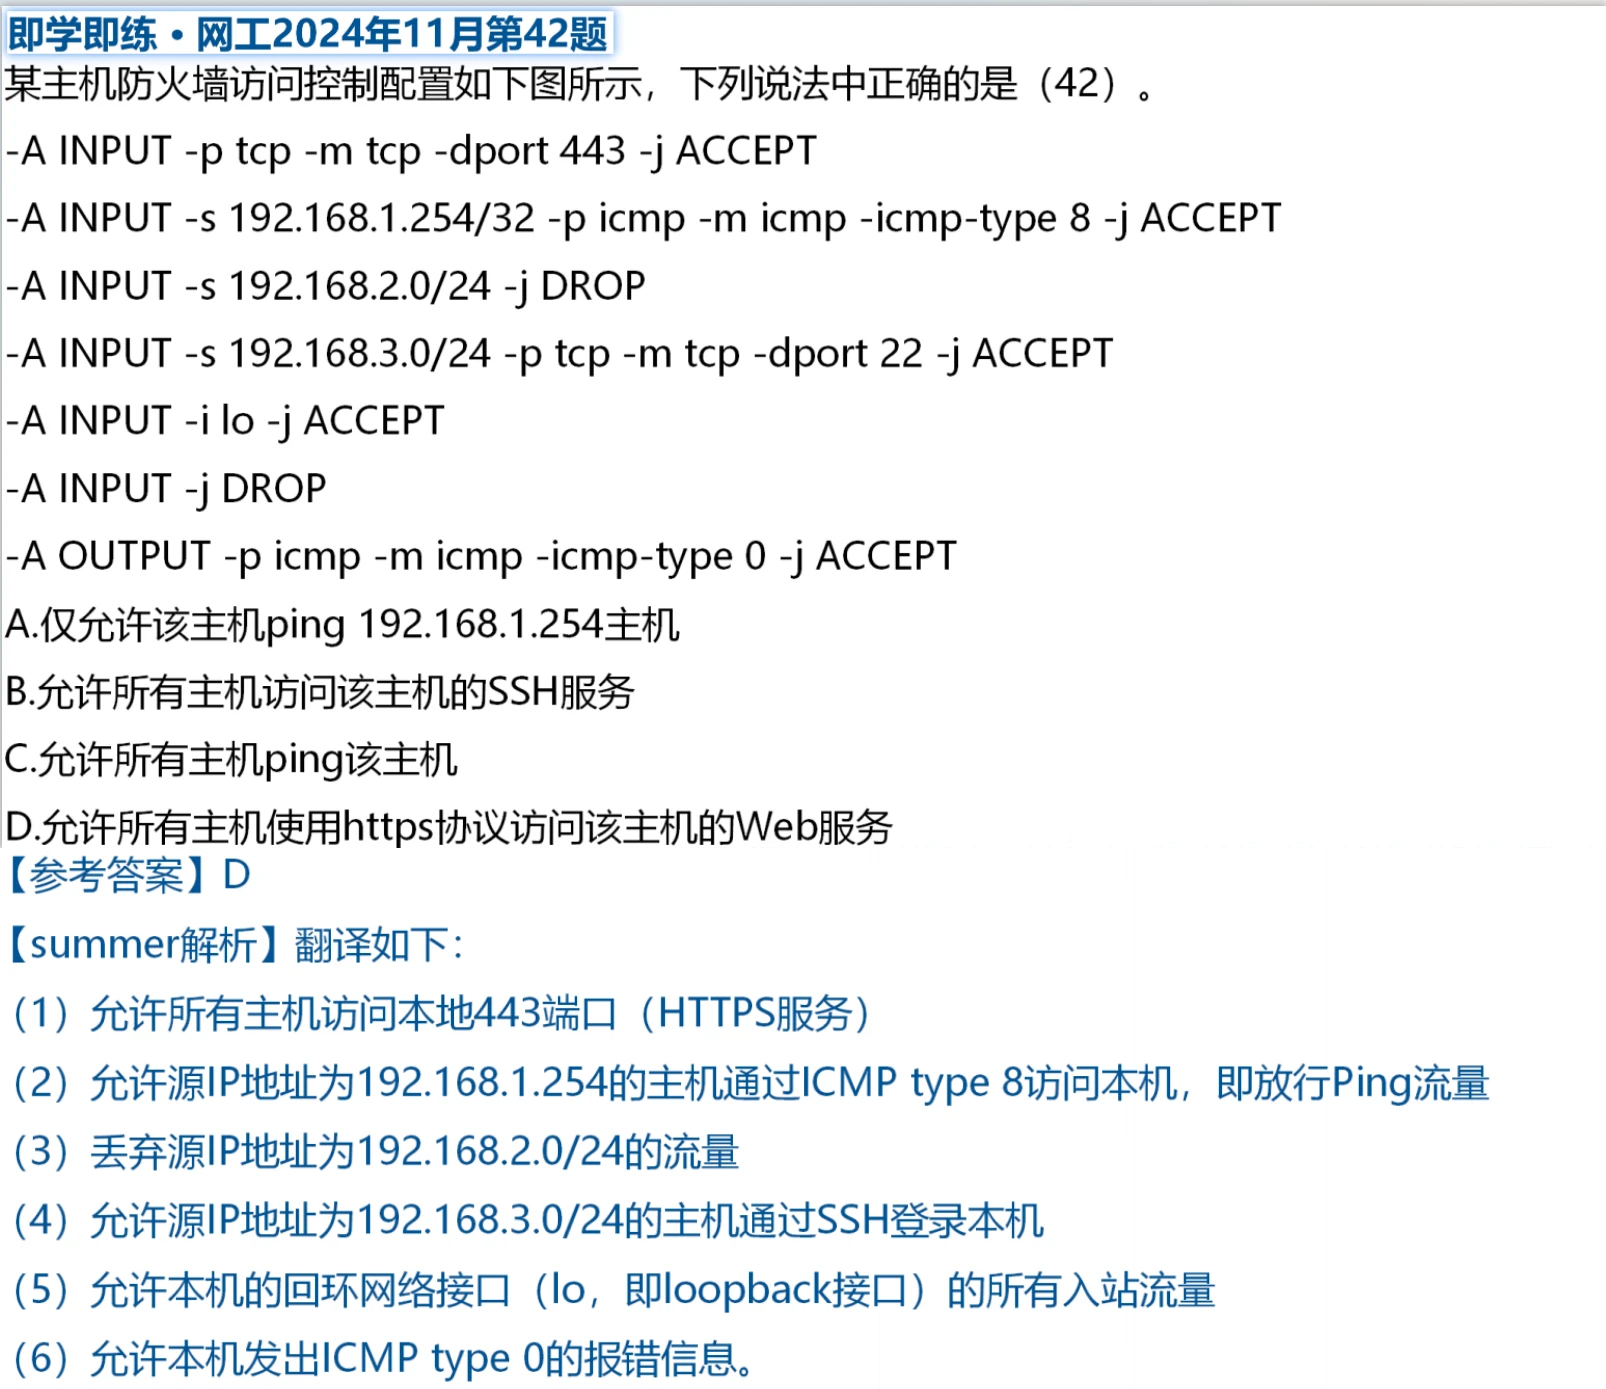 即学即练·网工2024年11月第42题
某主机防火墙访问控制配置如下图所示，下列说法中正确的是（42）。
-A INPUT -p tcp -m tcp -dport 443 -j ACCEPT
-A INPUT -s 192.168.1.254/32 -p icmp -m icmp -icmp-type 8 -j ACCEPT
-A INPUT -s 192.168.2.0/24 -j DROP
-A INPUT -s 192.168.3.0/24 -p tcp -m tcp -dport 22 -j ACCEPT
-A INPUT -i lo -j ACCEPT
-A INPUT -j DROP
-A OUTPUT -p icmp -m icmp -icmp-type 0 -j ACCEPT
A.仅允许该主机ping 192.168.1.254主机
B.允许所有主机访问该主机的SSH服务
C.允许所有主机ping该主机
D.允许所有主机使用https协议访问该主机的Web服务
【参考答案】D
【summer解析】翻译如下：
（1）允许所有主机访问本地443端口（HTTPS服务）
（2）允许源IP地址为192.168.1.254的主机通过ICMP type 8访问本机，即放行Ping流量
（3）丢弃源IP地址为192.168.2.0/24的流量
（4）允许源IP地址为192.168.3.0/24的主机通过SSH登录本机
（5）允许本机的回环网络接口（lo，即loopback接口）的所有入站流量
（6）允许本机发出ICMP type 0的报错信息。